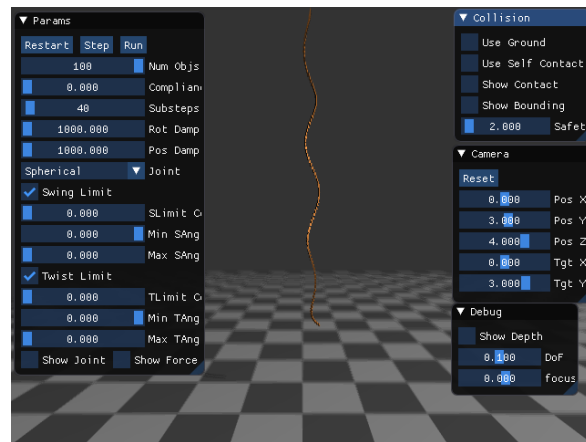 ▼ Params
Restart Step Run
100 Num Objs
0.000 Complian
40 Substeps
1000.000 Rot Damp
1000.000 Pos Damp
Spherical ▼ Joint
Swing Limit
0.000 SLimit C
0.000 Min SAng
0.000 Max SAng
Twist Limit
0.000 TLimit C
0.000 Min TAng
0.000 Max TAng
Show Joint Show Force
▼ Collision
Use Ground
Use Self Contact
Show Contact
Show Bounding
2.000 Safet
▼ Camera
Reset
0.000 Pos X
3.000 Pos Y
4.000 Pos Z
0.000 Tgt X
3.000 Tgt Y
▼ Debug
Show Depth
0.100 DoF
0.000 focus